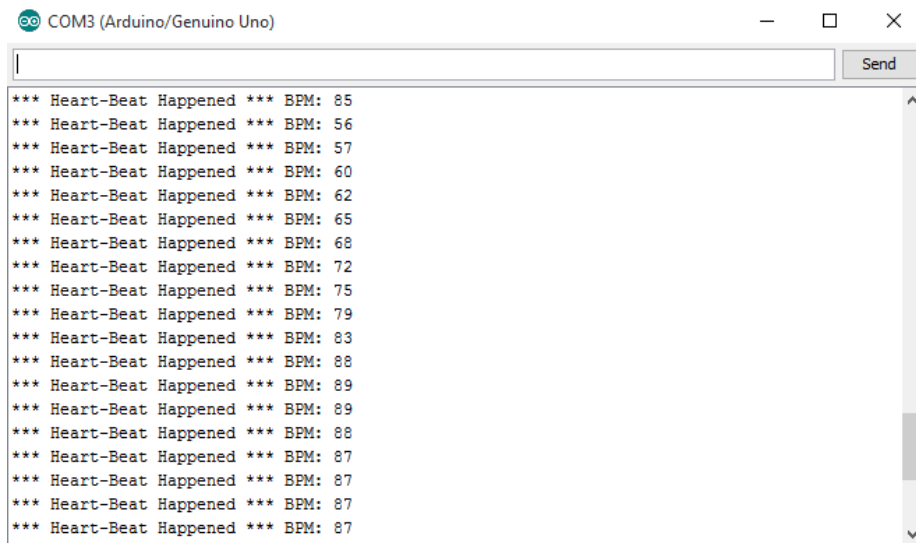 COM3 (Arduino/Genuino Uno)
Send
*** Heart-Beat Happened *** BPM: 85
*** Heart-Beat Happened *** BPM: 56
*** Heart-Beat Happened *** BPM: 57
*** Heart-Beat Happened *** BPM: 60
*** Heart-Beat Happened *** BPM: 62
*** Heart-Beat Happened *** BPM: 65
*** Heart-Beat Happened *** BPM: 68
*** Heart-Beat Happened *** BPM: 72
*** Heart-Beat Happened *** BPM: 75
*** Heart-Beat Happened *** BPM: 79
*** Heart-Beat Happened *** BPM: 83
*** Heart-Beat Happened *** BPM: 88
*** Heart-Beat Happened *** BPM: 89
*** Heart-Beat Happened *** BPM: 89
*** Heart-Beat Happened *** BPM: 88
*** Heart-Beat Happened *** BPM: 87
*** Heart-Beat Happened *** BPM: 87
*** Heart-Beat Happened *** BPM: 87
*** Heart-Beat Happened *** BPM: 87